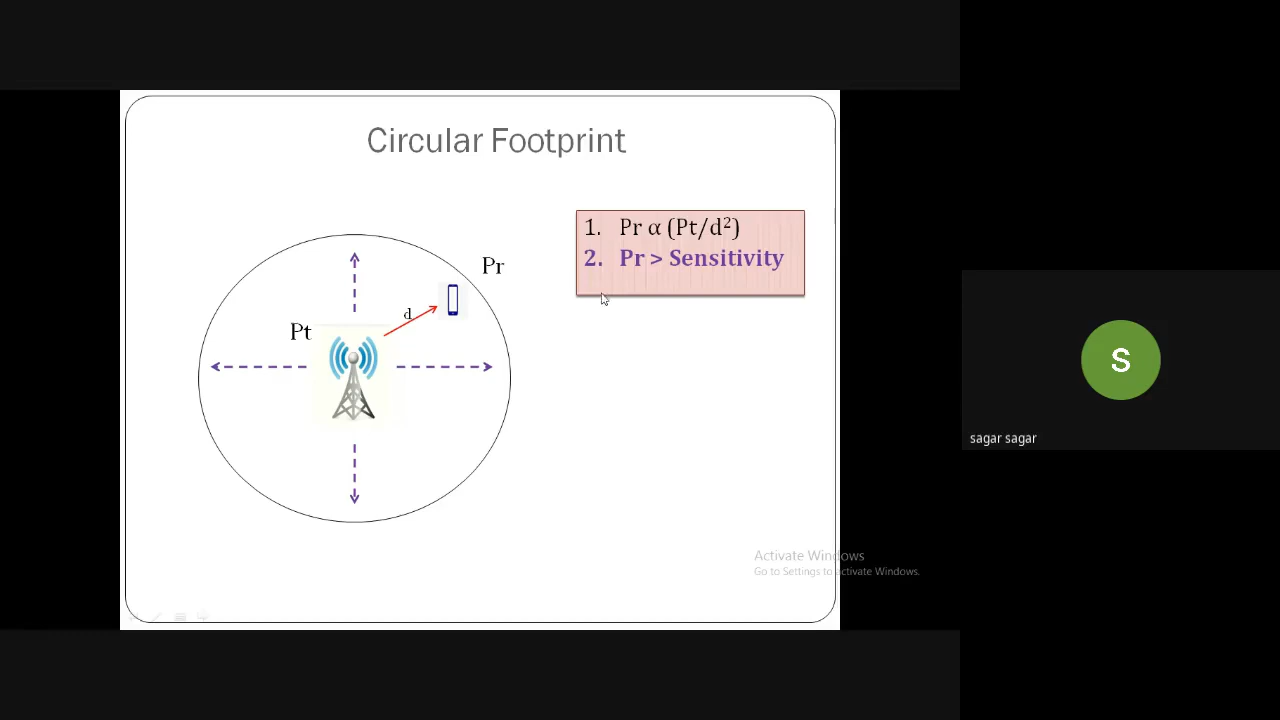 Circular Footprint
1. Pr α (Pt/d²)
2. Pr > Sensitivity
Pr
d
Pt
S
sagar sagar
Activate Windows
Go to Settings to activate Windows.